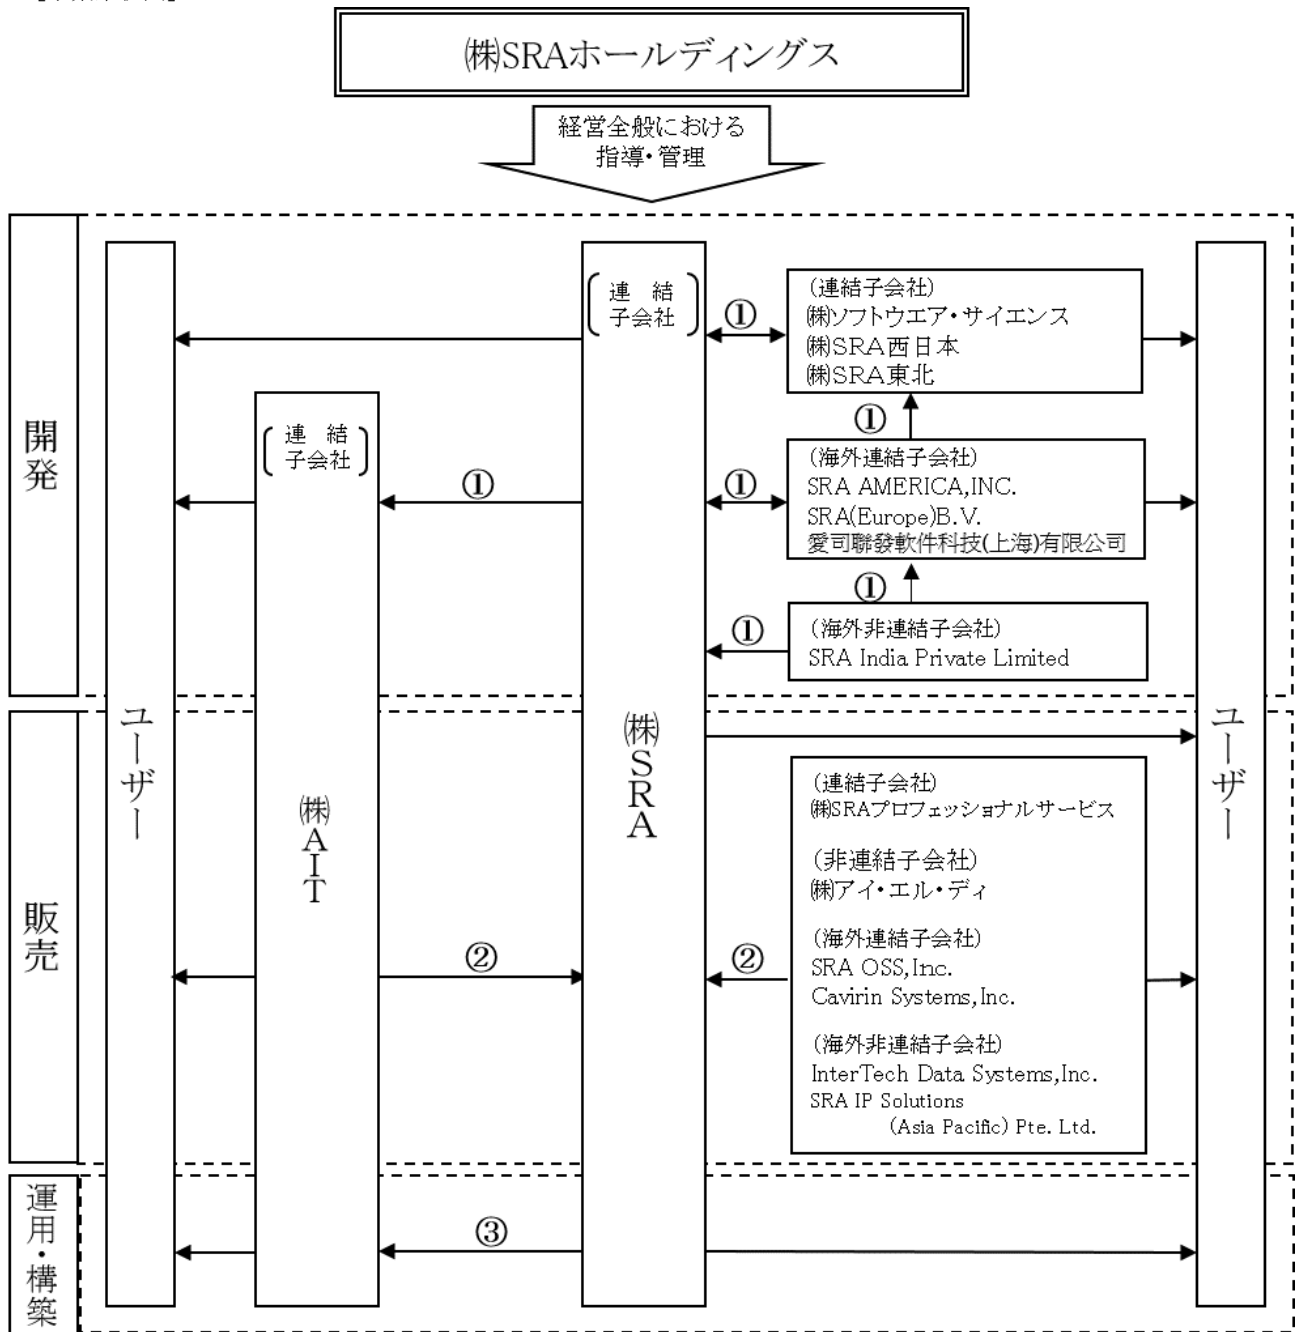 ㈱SRAホールディングス
経営全般における
指導・管理
開発
ユーザー
連結
子会社
㈱AIT
①
連結
子会社
㈱SRA
①
(連結子会社)
㈱ソフトウエア・サイエンス
㈱SRA西日本
㈱SRA東北
①
①
(海外連結子会社)
SRA AMERICA,INC.
SRA(Europe)B.V.
愛司聯發軟件科技(上海)有限公司
①
①
(海外非連結子会社)
SRA India Private Limited
ユーザー
販売
②
②
(連結子会社)
㈱SRAプロフェッショナルサービス
(非連結子会社)
㈱アイ・エル・ディ
(海外連結子会社)
SRA OSS,Inc.
Cavirin Systems,Inc.
(海外非連結子会社)
InterTech Data Systems,Inc.
SRA IP Solutions
(Asia Pacific) Pte. Ltd.
運用・構築
③